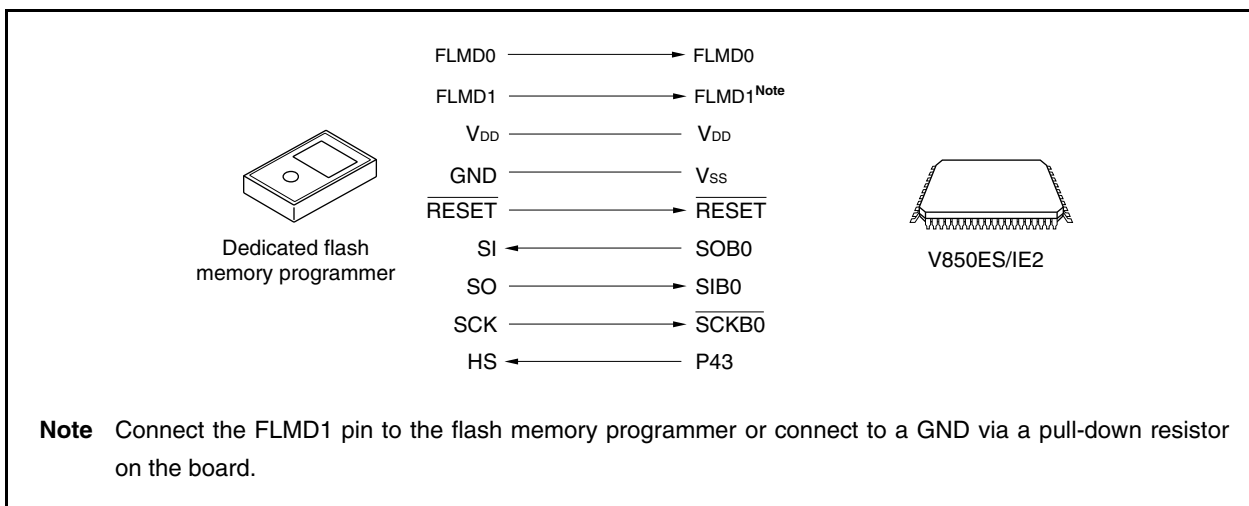 FLMD0 FLMD0
FLMD1 FLMD1Note
VDD VDD
GND VSS
RESET RESET
SI SOB0
SO SIB0
SCK SCKB0
HS P43
Dedicated flash
memory programmer
V850ES/IE2
Note Connect the FLMD1 pin to the flash memory programmer or connect to a GND via a pull-down resistor
on the board.